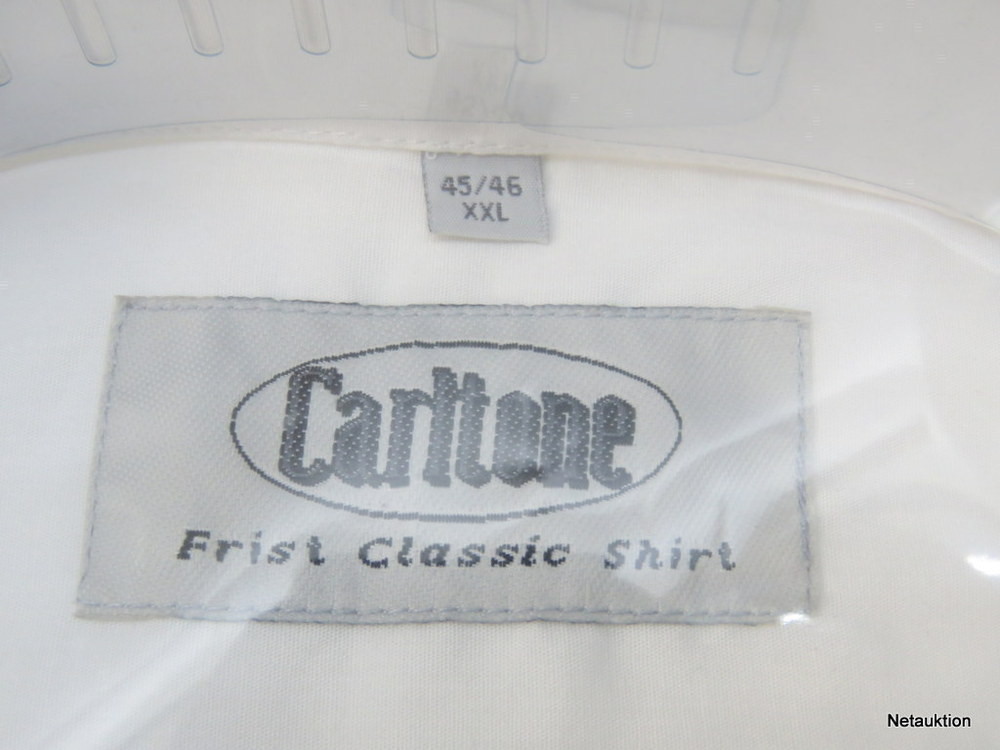 45/46
XXL
Carltone
Frist Classic Shirt
Netauktion